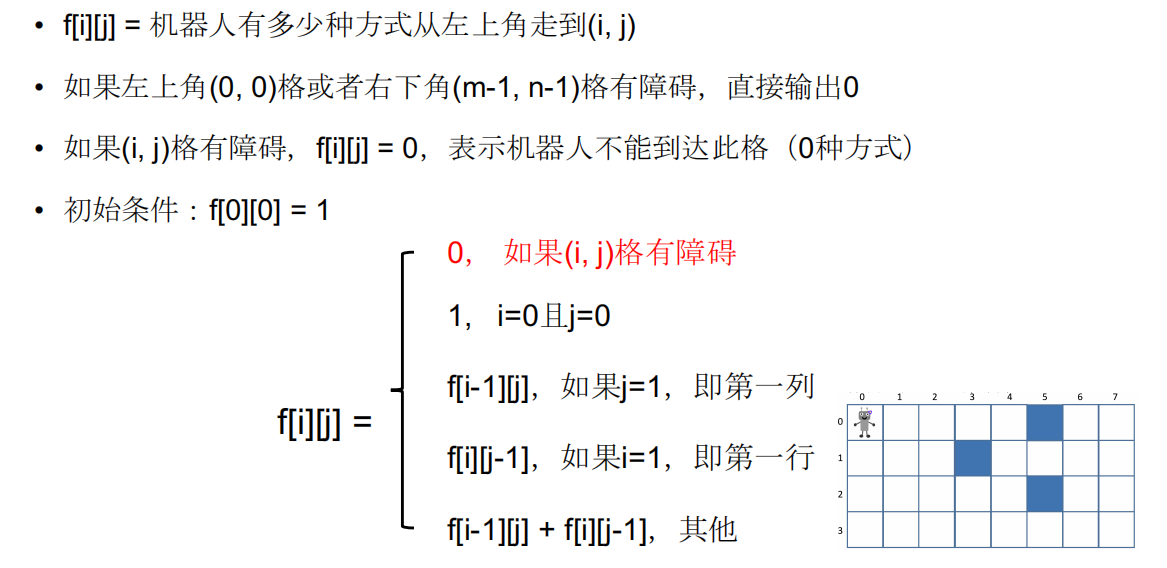 • f[i][j] = 机器人有多少种方式从左上角走到(i, j)
• 如果左上角(0, 0)格或者右下角(m-1, n-1)格有障碍，直接输出0
• 如果(i, j)格有障碍，f[i][j] = 0，表示机器人不能到达此格（0种方式）
• 初始条件：f[0][0] = 1
0， 如果(i, j)格有障碍
1, i=0且j=0
f[i-1][j]，如果j=1，即第一列
f[i][j] =
f[i][j-1]，如果i=1，即第一行
f[i-1][j] + f[i][j-1]，其他
0 1 2 3 4 5 6 7
0
1
2
3